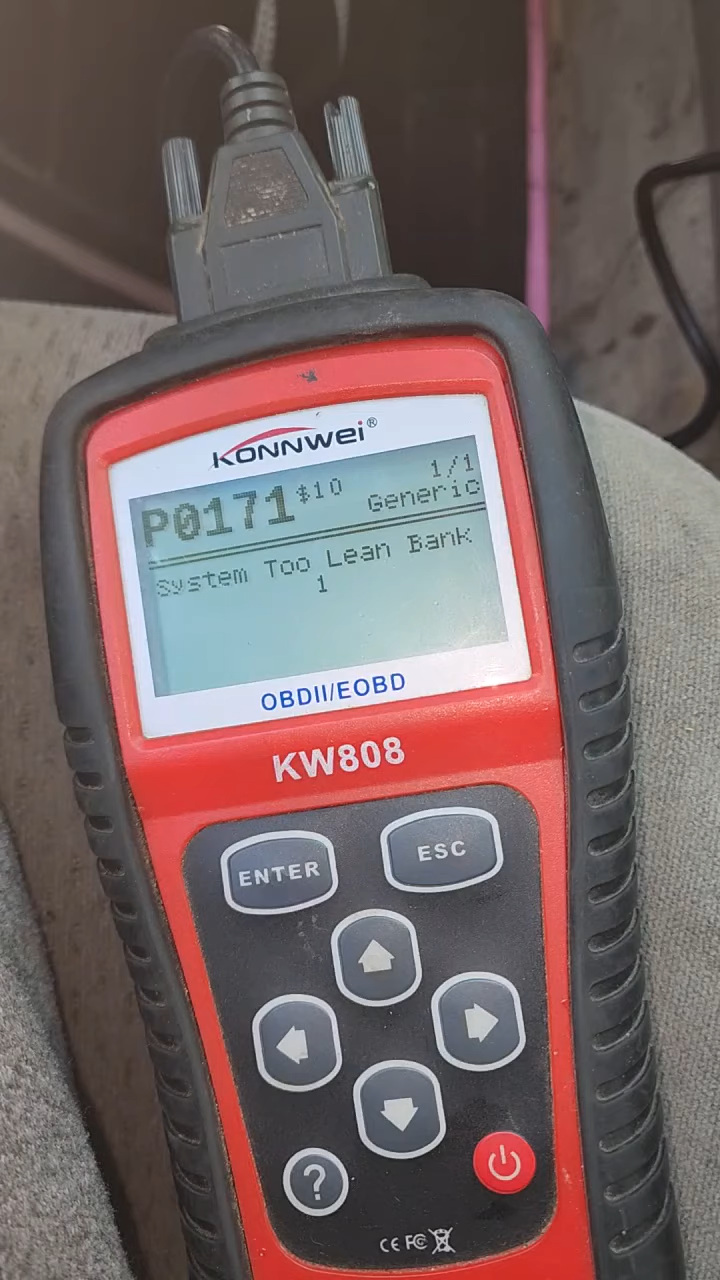 KONNWEI®
P0171 $10 1/1
Generic
System Too Lean Bank
1
OBDII/EOBD
KW808
ENTER ESC
?
CE FC